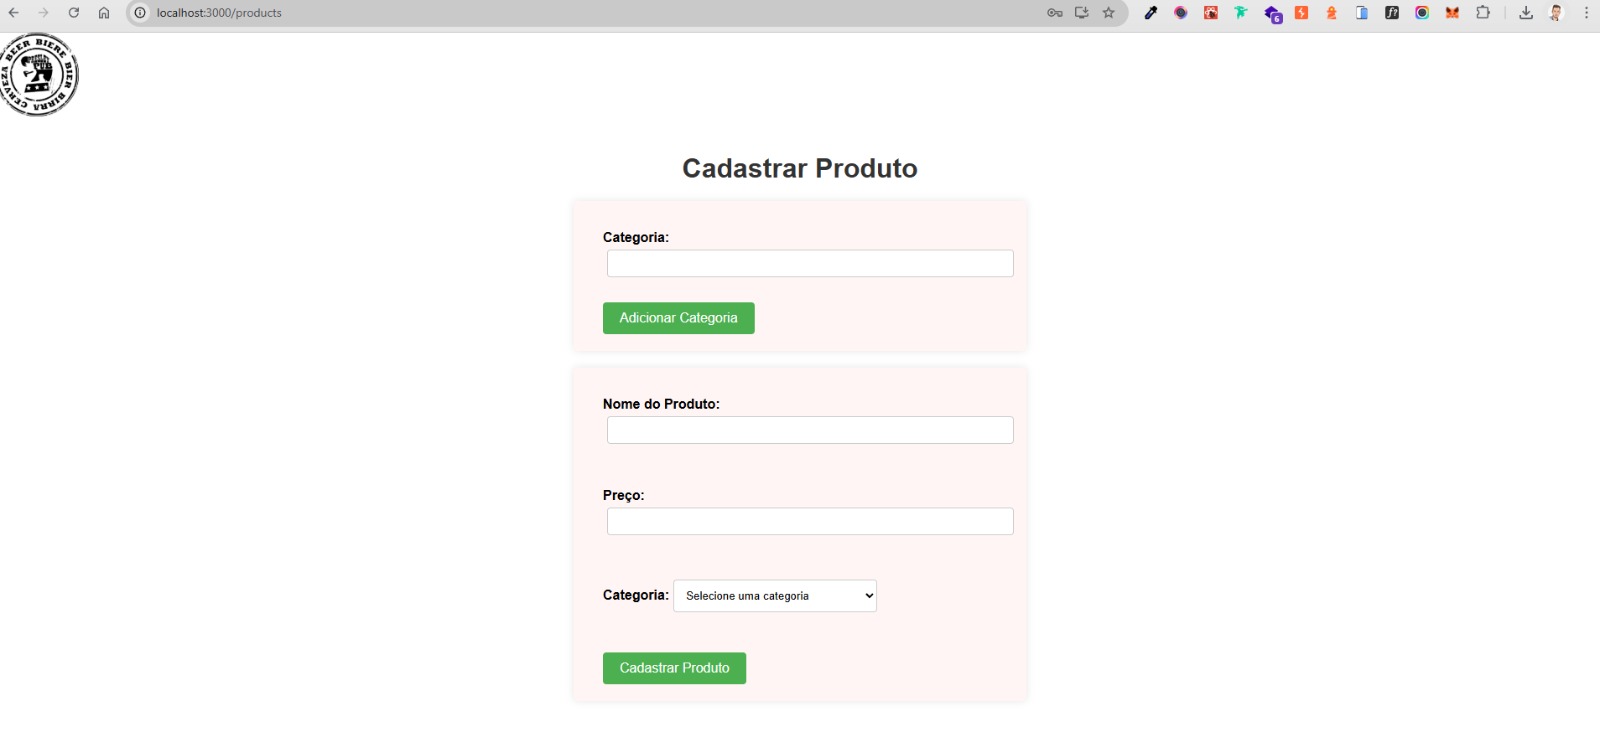 localhost:3000/products
6
f?
BEER BIERE BIER BIRRA CERVEZA
Cadastrar Produto
Categoria:
Adicionar Categoria
Nome do Produto:
Preço:
Categoria: Selecione uma categoria
Cadastrar Produto